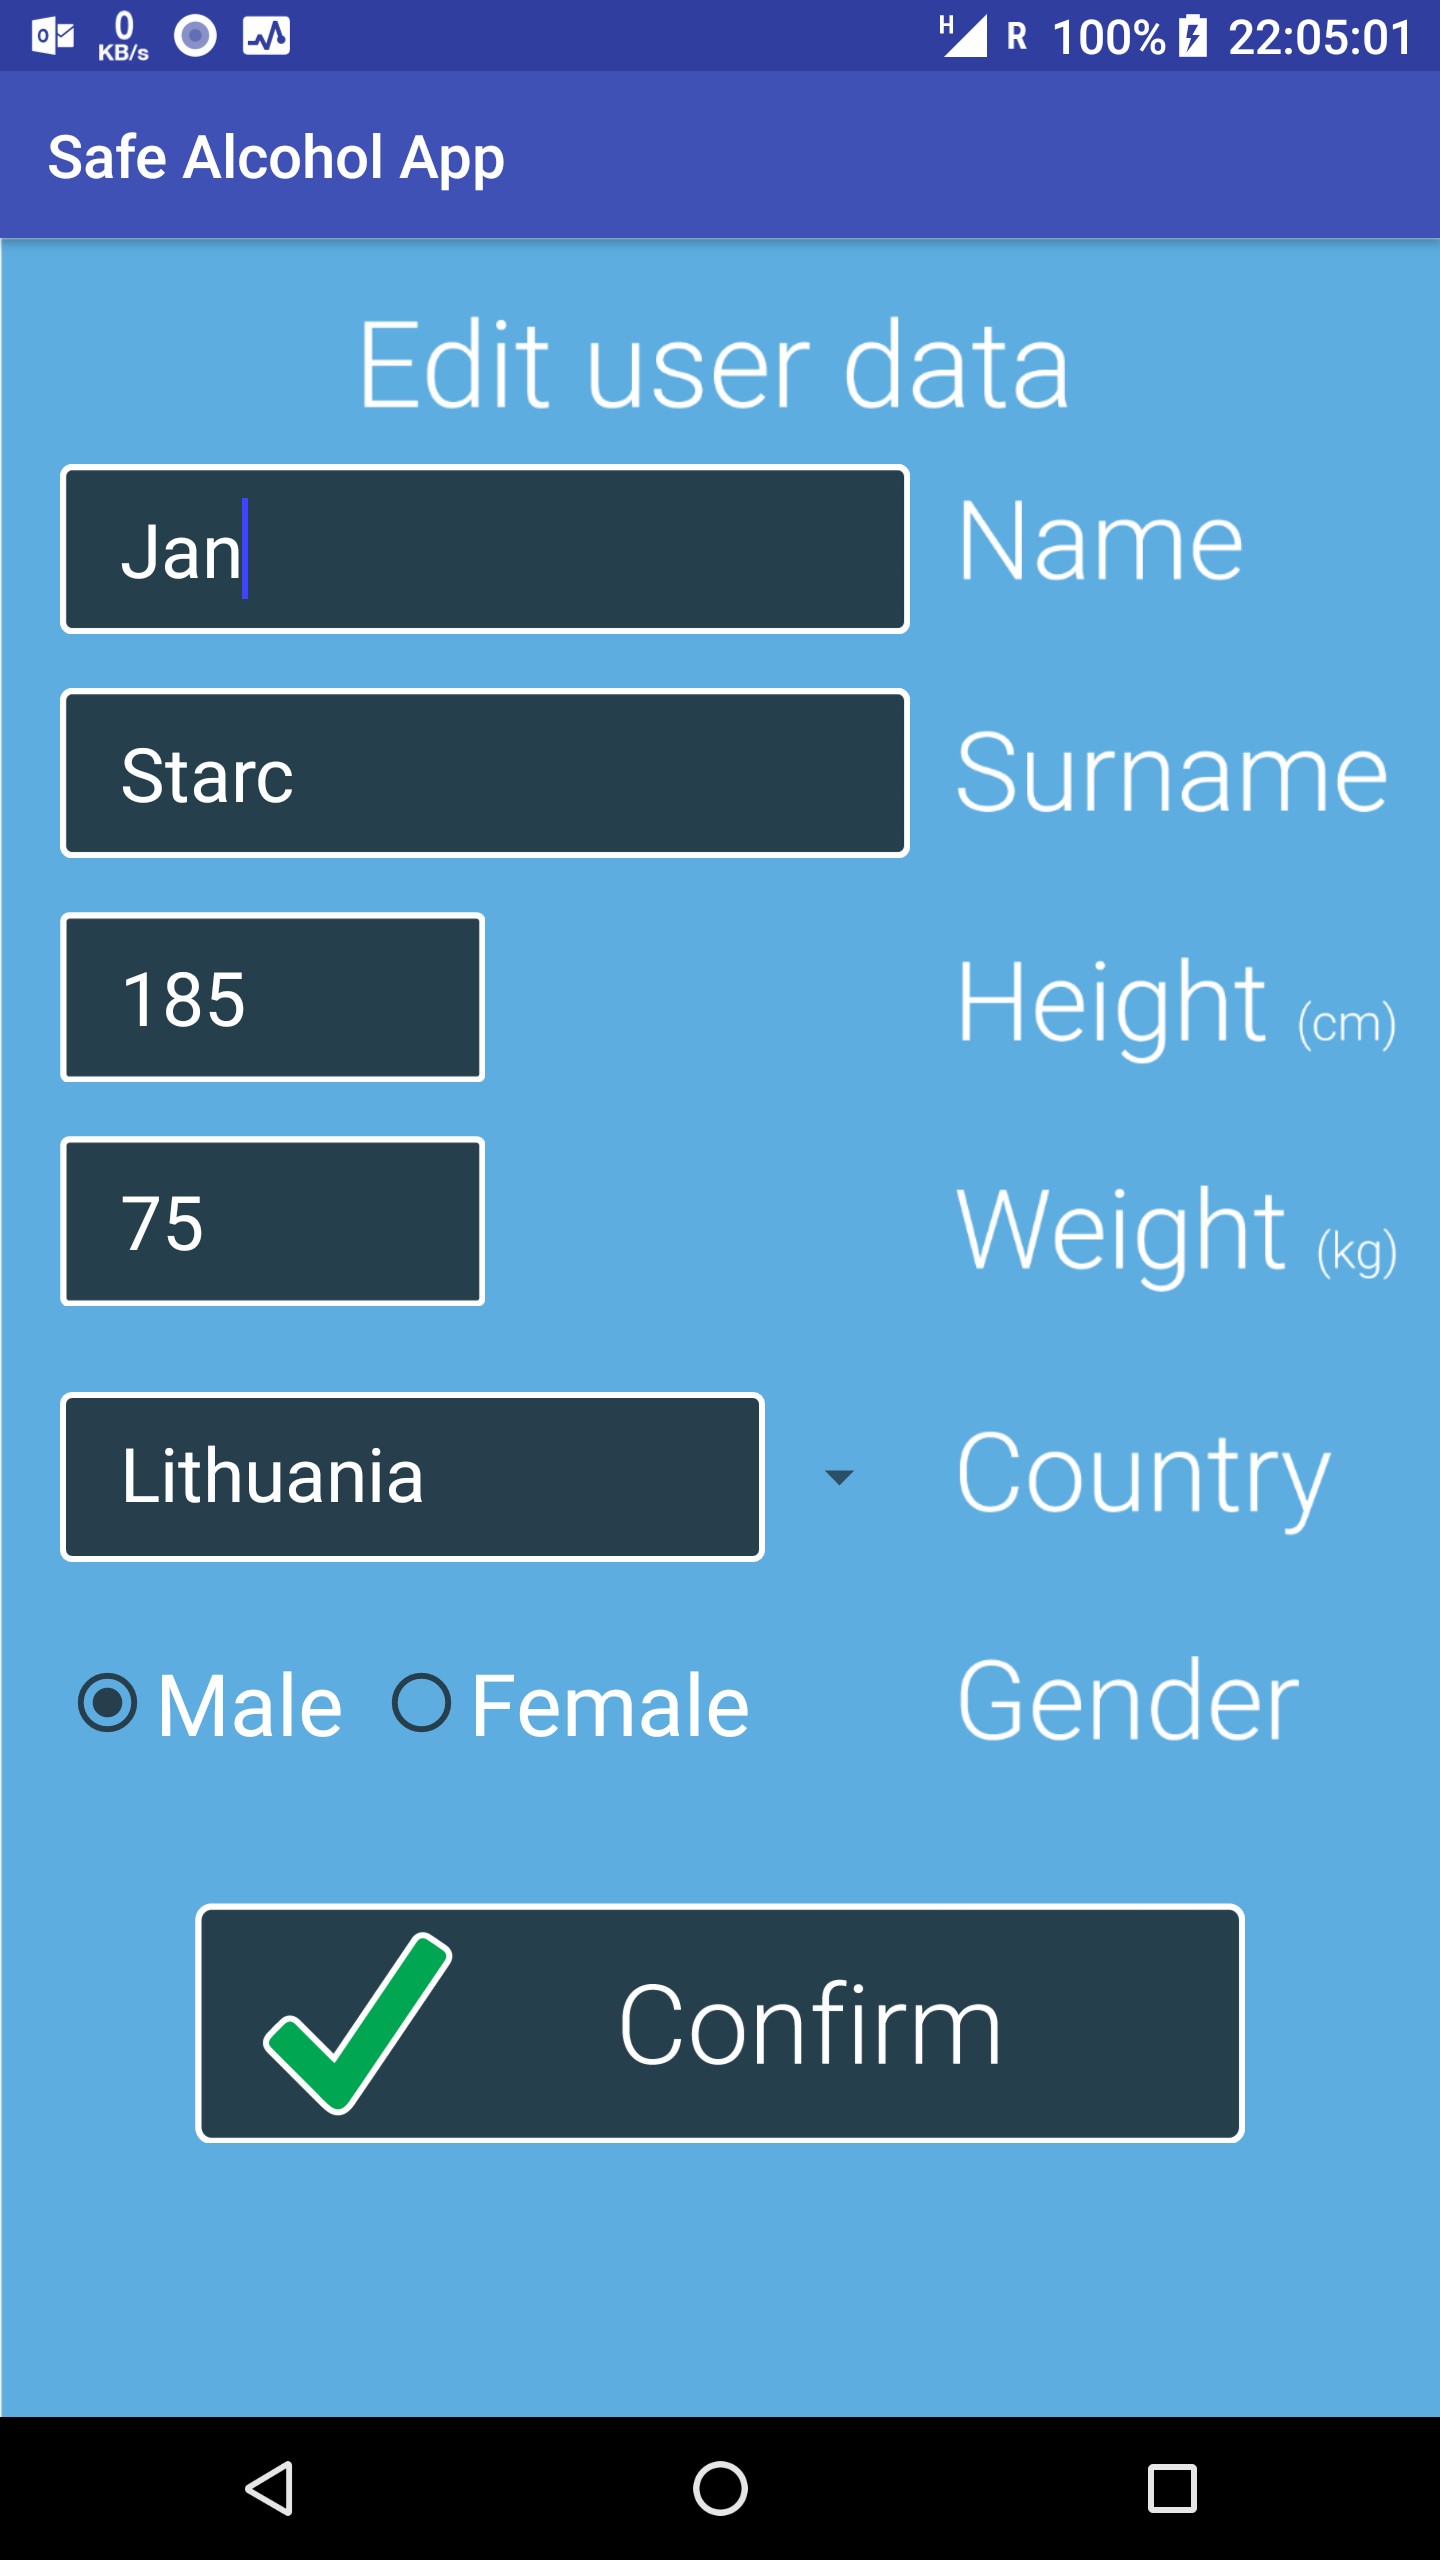 0
KB/s
H R 100% 22:05:01
Safe Alcohol App
Edit user data
Jan Name
Starc Surname
185 Height (cm)
75 Weight (kg)
Lithuania Country
Male Female Gender
Confirm